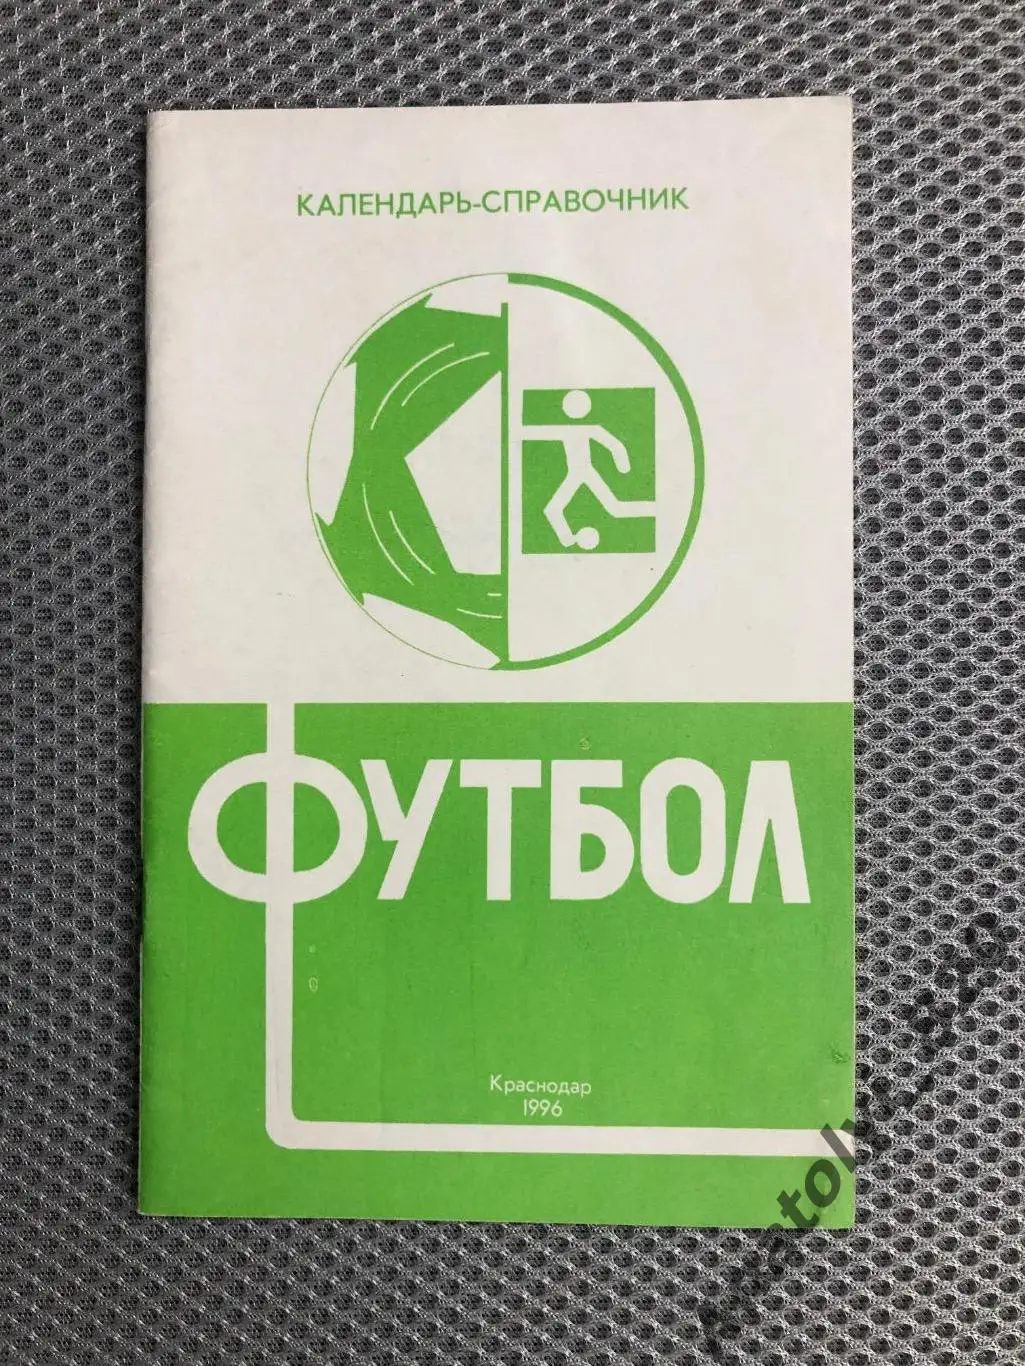 КАЛЕНДАРЬ-СПРАВОЧНИК
ФУТБОЛ
Краснодар
1996